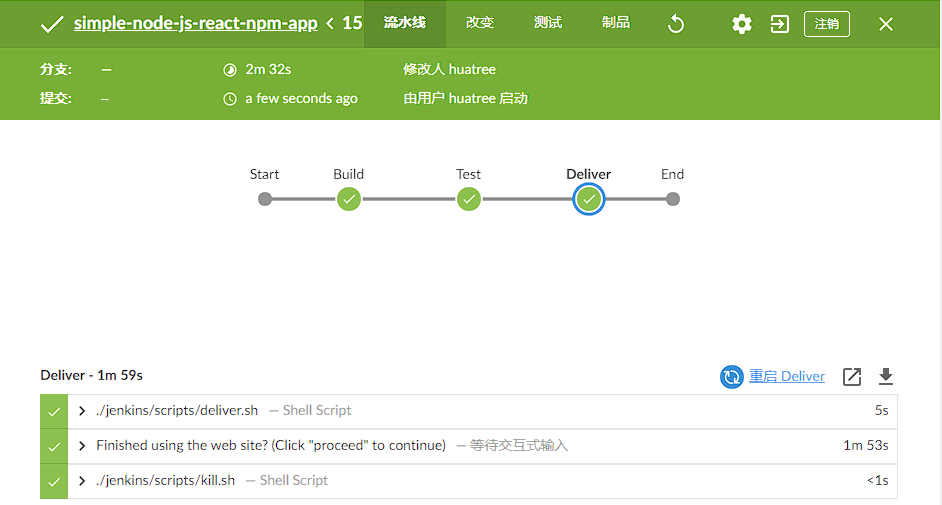 simple-node-js-react-npm-app < 15 流水线 改变 测试 制品 注销
分支: — 2m 32s 修改人 huatree
提交: – a few seconds ago 由用户 huatree 启动
Start Build Test Deliver End
Deliver - 1m 59s 重启 Deliver
./jenkins/scripts/deliver.sh — Shell Script 5s
Finished using the web site? (Click "proceed" to continue) — 等待交互式输入 1m 53s
./jenkins/scripts/kill.sh — Shell Script <1s